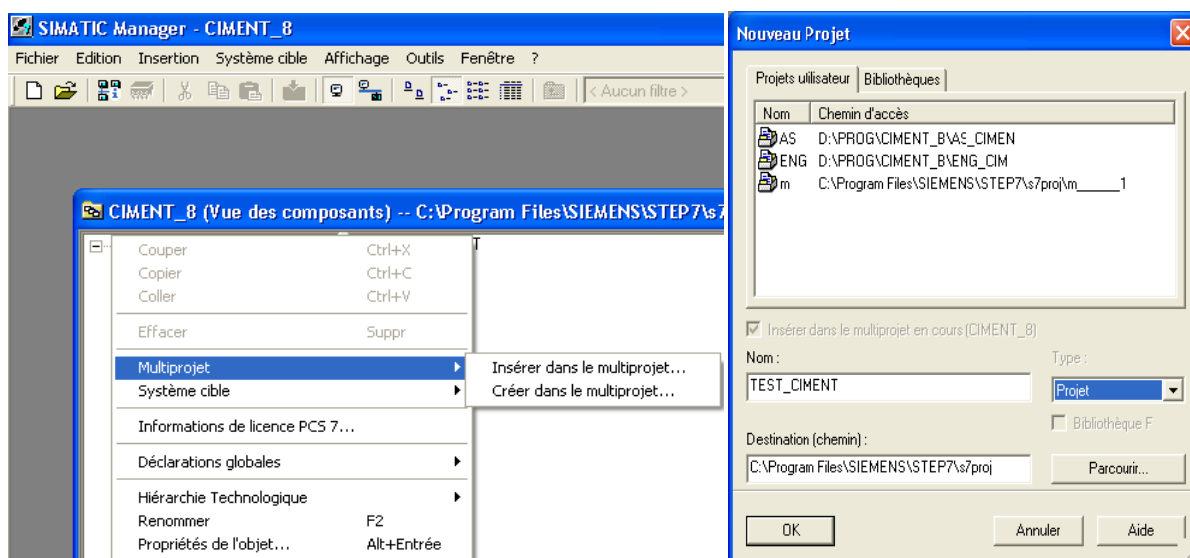 SIMATIC Manager - CIMENT_8
Fichier Edition Insertion Système cible Affichage Outils Fenêtre ?
< Aucun filtre >
CIMENT_8 (Vue des composants) -- C:\Program Files\SIEMENS\STEP7\s7
Couper Ctrl+X
Copier Ctrl+C
Coller Ctrl+V
Effacer Suppr
Multiprojet
Système cible
Informations de licence PCS 7...
Déclarations globales
Hiérarchie Technologique
Renommer F2
Propriétés de l'objet... Alt+Entrée
Insérer dans le multiprojet...
Créer dans le multiprojet...
Nouveau Projet
Projets utilisateur Bibliothèques
Nom Chemin d'accès
AS D:\PROG\CIMENT_B\AS_CIMEN
ENG D:\PROG\CIMENT_B\ENG_CIM
m C:\Program Files\SIEMENS\STEP7\s7proj\m______1
Insérer dans le multiprojet en cours (CIMENT_8)
Nom : Type :
TEST_CIMENT Projet
Bibliothèque F
Destination (chemin) :
C:\Program Files\SIEMENS\STEP7\s7proj Parcourir...
OK Annuler Aide